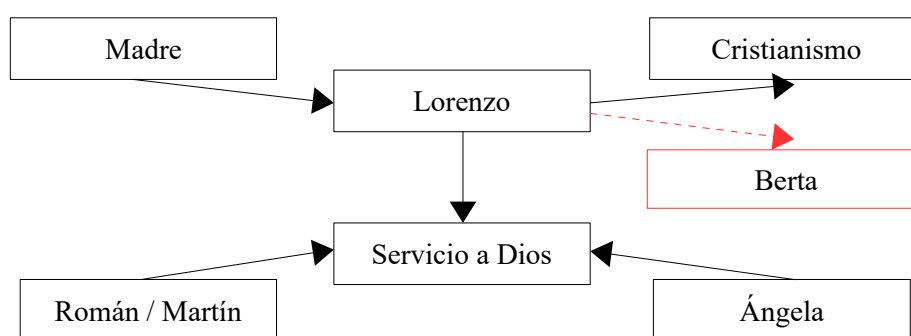 Madre
Cristianismo
Lorenzo
Berta
Servicio a Dios
Román / Martín
Ángela